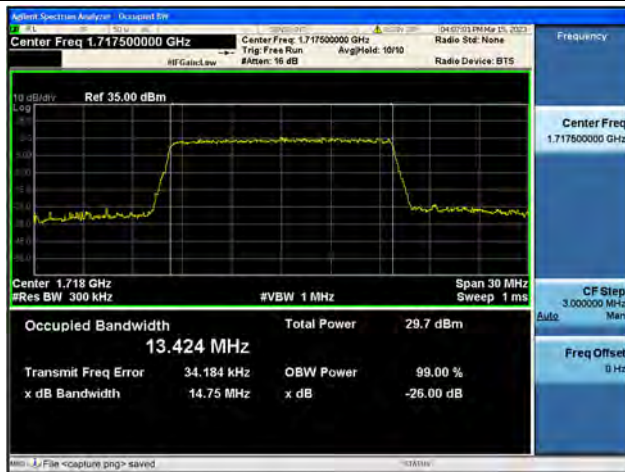 Agilent Spectrum Analyzer - Occupied BW
04:07:01 PM Mar 15, 2023
Center Freq 1.717500000 GHz
Center Freq: 1.717500000 GHz
Radio Std: None
Trig: Free Run
Avg|Hold: 10/10
#IFGain:Low
#Atten: 16 dB
Radio Device: BTS
10 dB/div
Ref 35.00 dBm
Log
Center 1.718 GHz
Span 30 MHz
#Res BW 300 kHz
#VBW 1 MHz
Sweep 1 ms
Occupied Bandwidth
Total Power
29.7 dBm
13.424 MHz
Transmit Freq Error
34.184 kHz
OBW Power
99.00 %
x dB Bandwidth
14.75 MHz
x dB
-26.00 dB
Frequency
Center Freq
1.717500000 GHz
CF Step
3.000000 MHz
Auto
Man
Freq Offset
0 Hz
MSG
File <capture.png> saved
STATUS